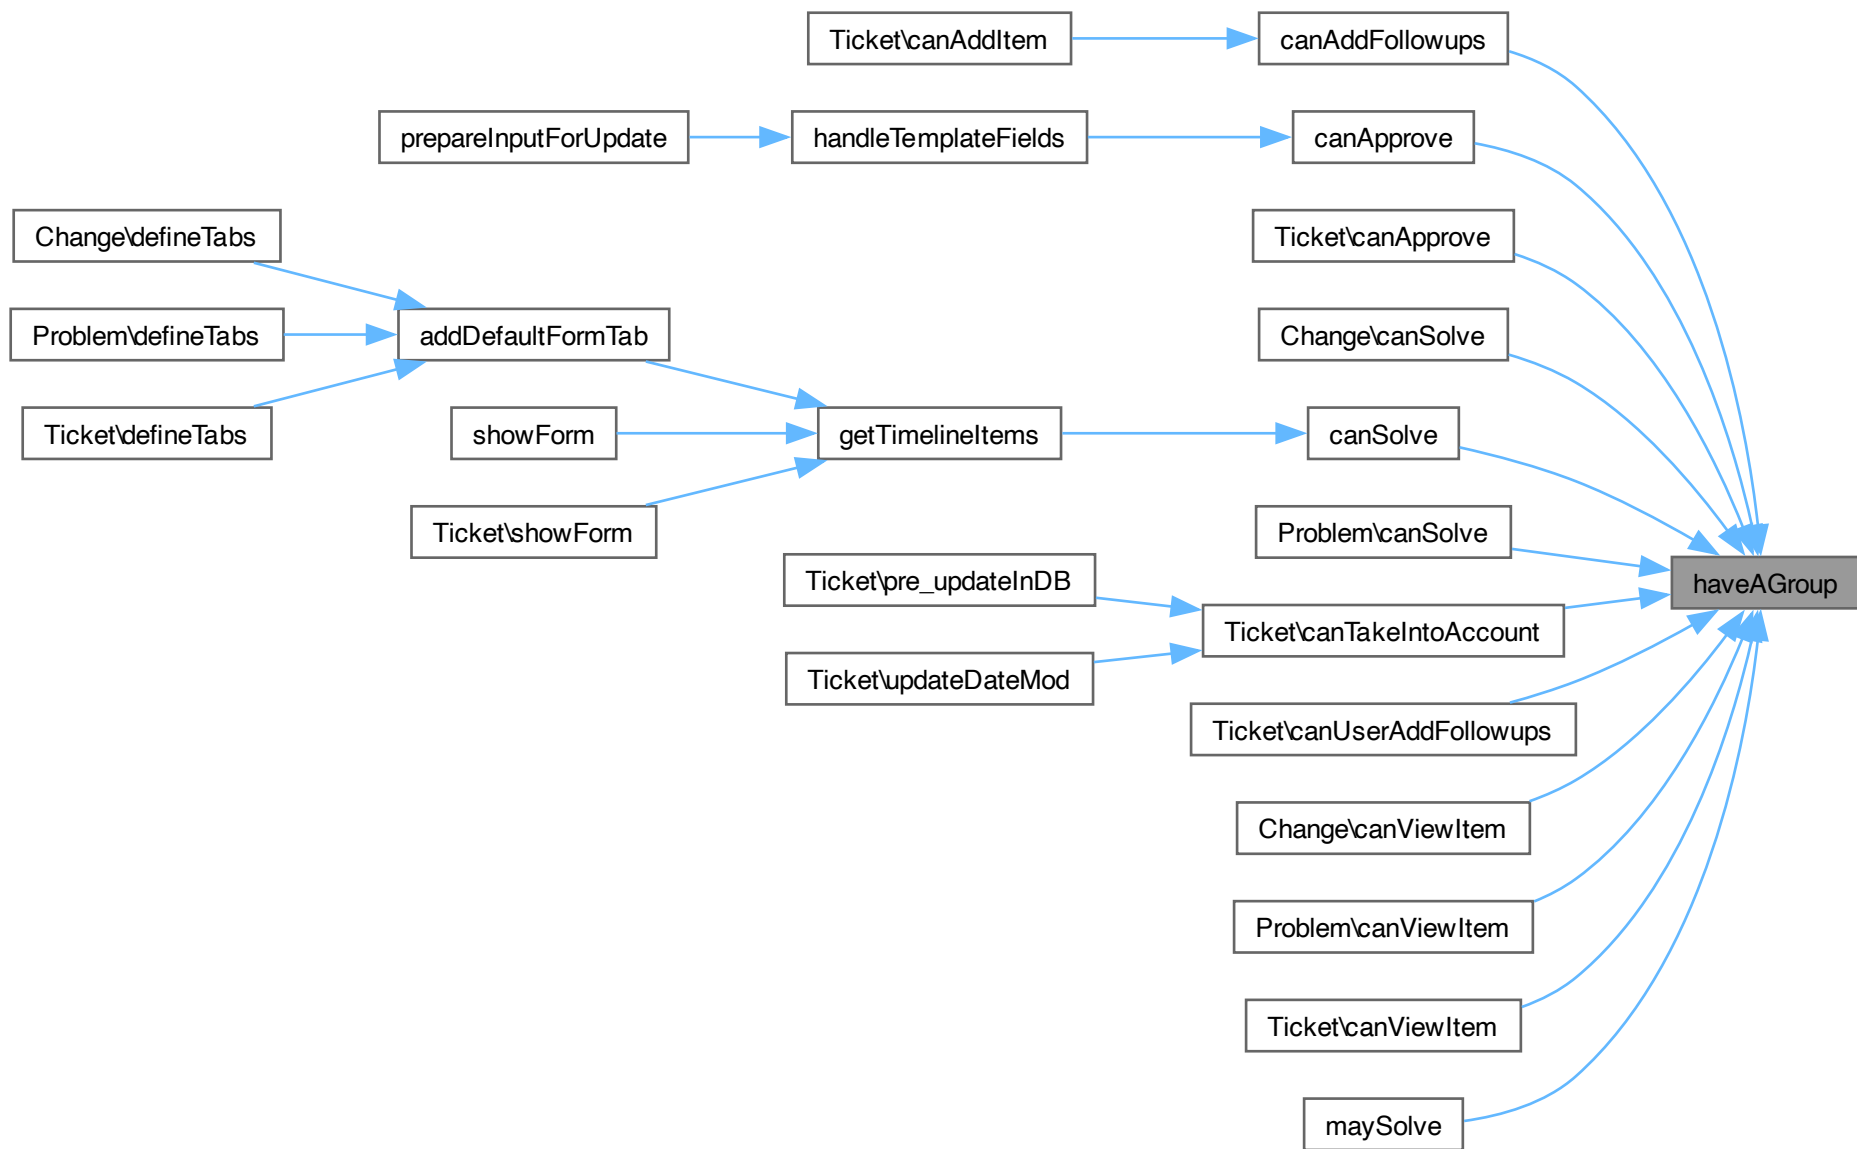 Ticket\canAddItem
canAddFollowups
prepareInputForUpdate
handleTemplateFields
canApprove
Change\defineTabs
Ticket\canApprove
Problem\defineTabs
addDefaultFormTab
Change\canSolve
Ticket\defineTabs
showForm
getTimelineItems
canSolve
Ticket\showForm
Problem\canSolve
Ticket\pre_updateInDB
haveAGroup
Ticket\canTakeIntoAccount
Ticket\updateDateMod
Ticket\canUserAddFollowups
Change\canViewItem
Problem\canViewItem
Ticket\canViewItem
maySolve